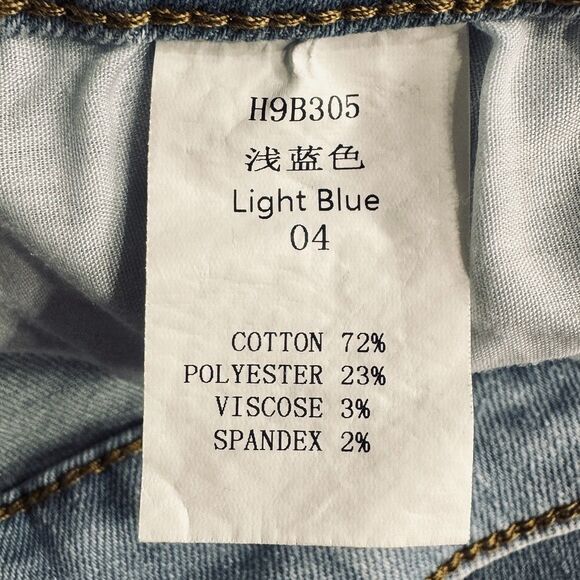 H9B305
浅蓝色
Light Blue
04
COTTON 72%
POLYESTER 23%
VISCOSE 3%
SPANDEX 2%